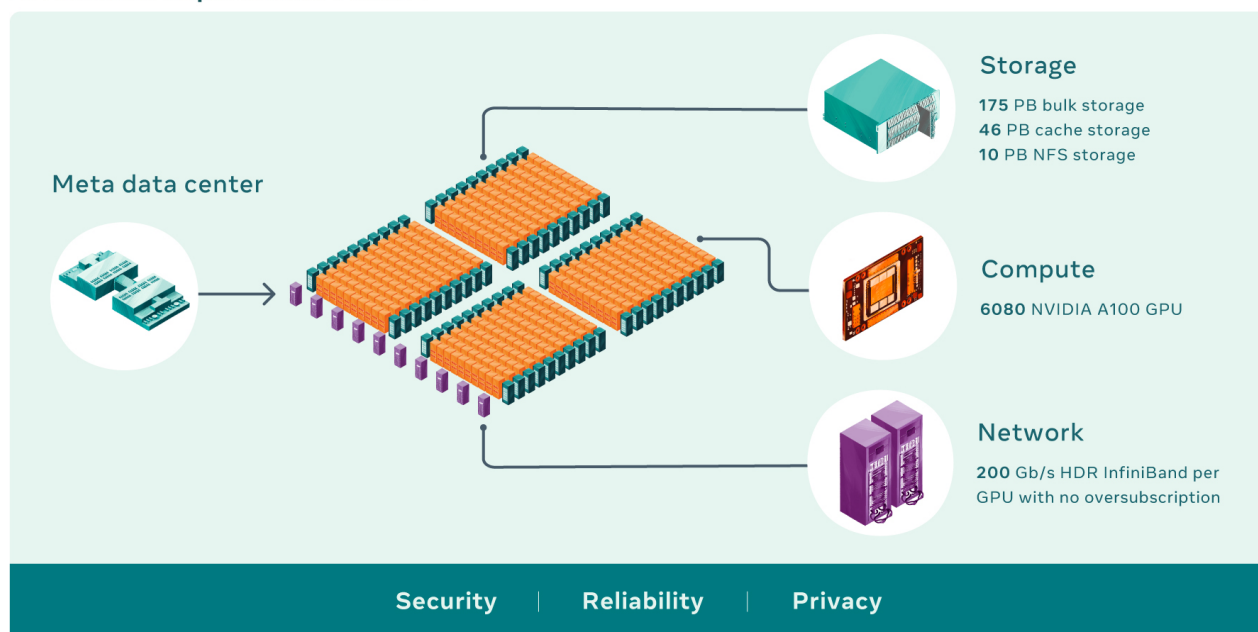 Meta data center
Storage
175 PB bulk storage
46 PB cache storage
10 PB NFS storage
Compute
6080 NVIDIA A100 GPU
Network
200 Gb/s HDR InfiniBand per
GPU with no oversubscription
Security | Reliability | Privacy